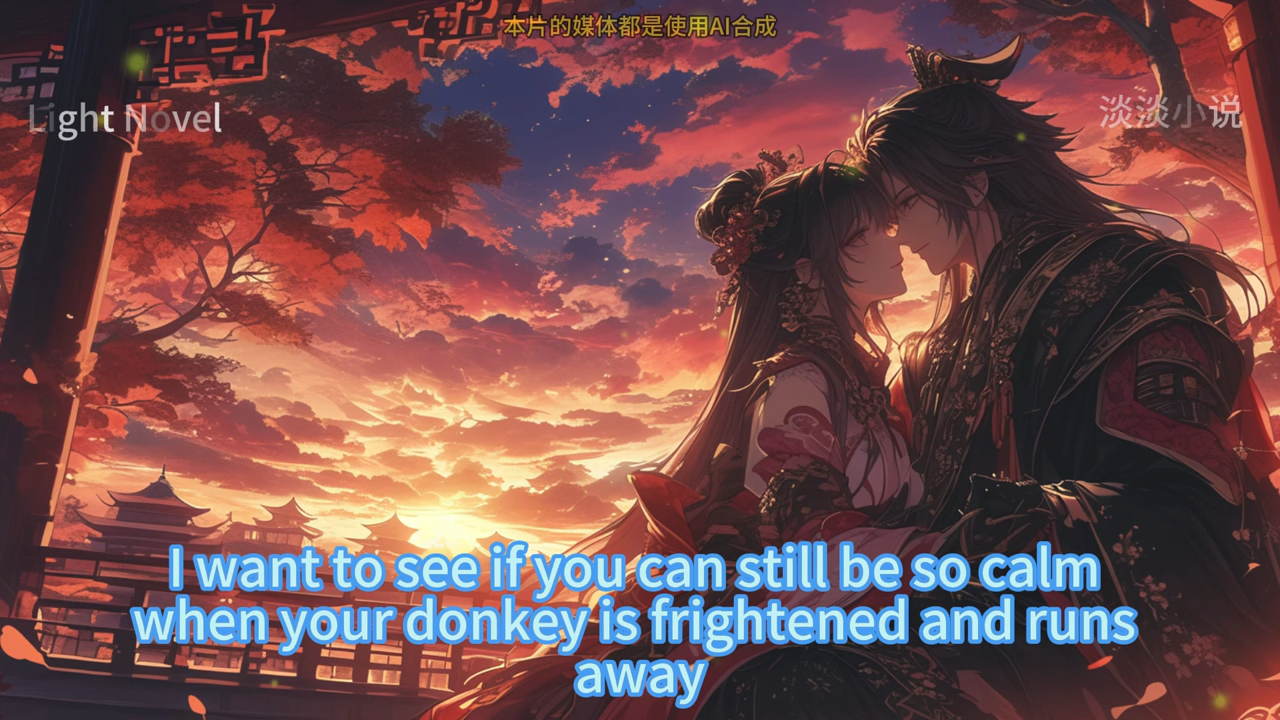 本片的媒体都是使用AI合成
Light Novel
淡淡小说
I want to see if you can still be so calm
when your donkey is frightened and runs
away